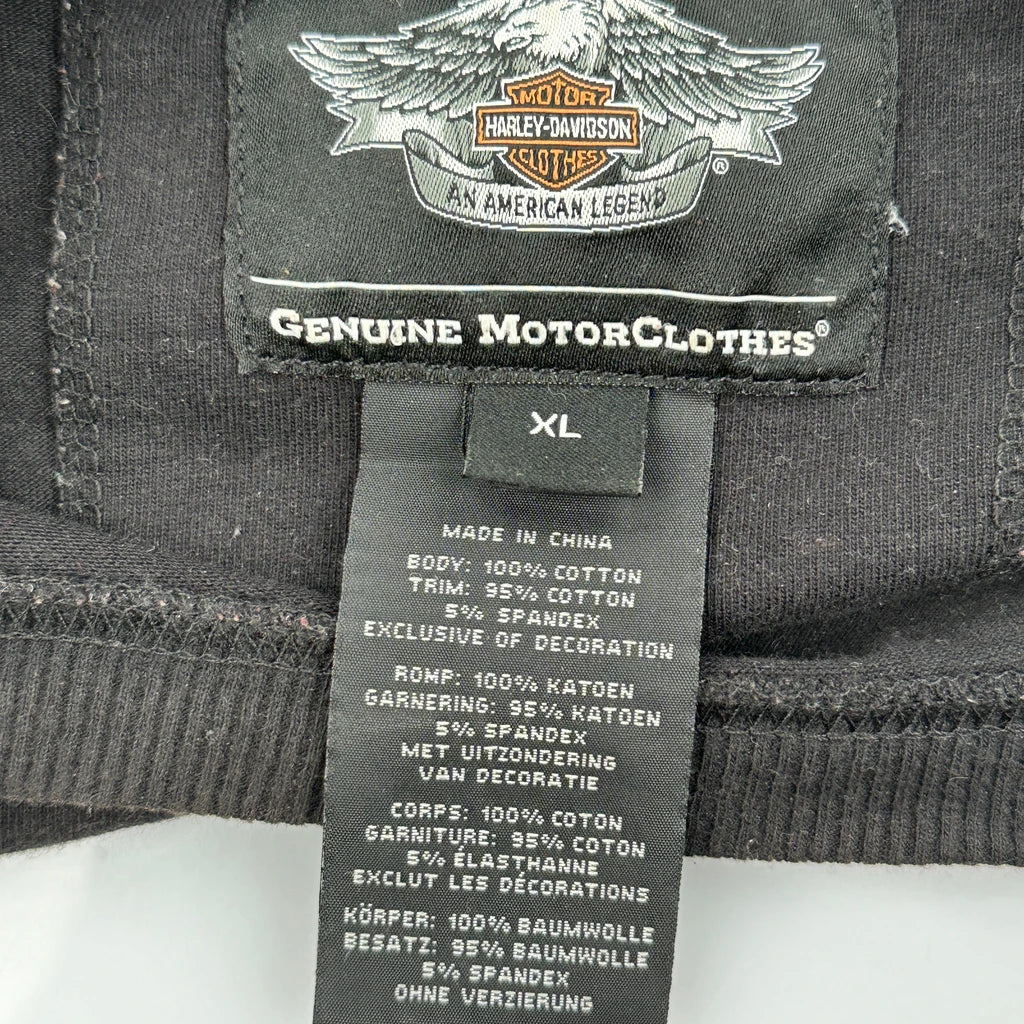 MOTOR
HARLEY-DAVIDSON
CLOTHES
®
AN AMERICAN LEGEND
GENUINE MOTORCLOTHES®
XL
MADE IN CHINA
BODY: 100% COTTON
TRIM: 95% COTTON
5% SPANDEX
EXCLUSIVE OF DECORATION
ROMP: 100% KATOEN
GARNERING: 95% KATOEN
5% SPANDEX
MET UITZONDERING
VAN DECORATIE
CORPS: 100% COTON
GARNITURE: 95% COTON
5% ÉLASTHANNE
EXCLUT LES DÉCORATIONS
KÖRPER: 100% BAUMWOLLE
BESATZ: 95% BAUMWOLLE
5% SPANDEX
OHNE VERZIERUNG